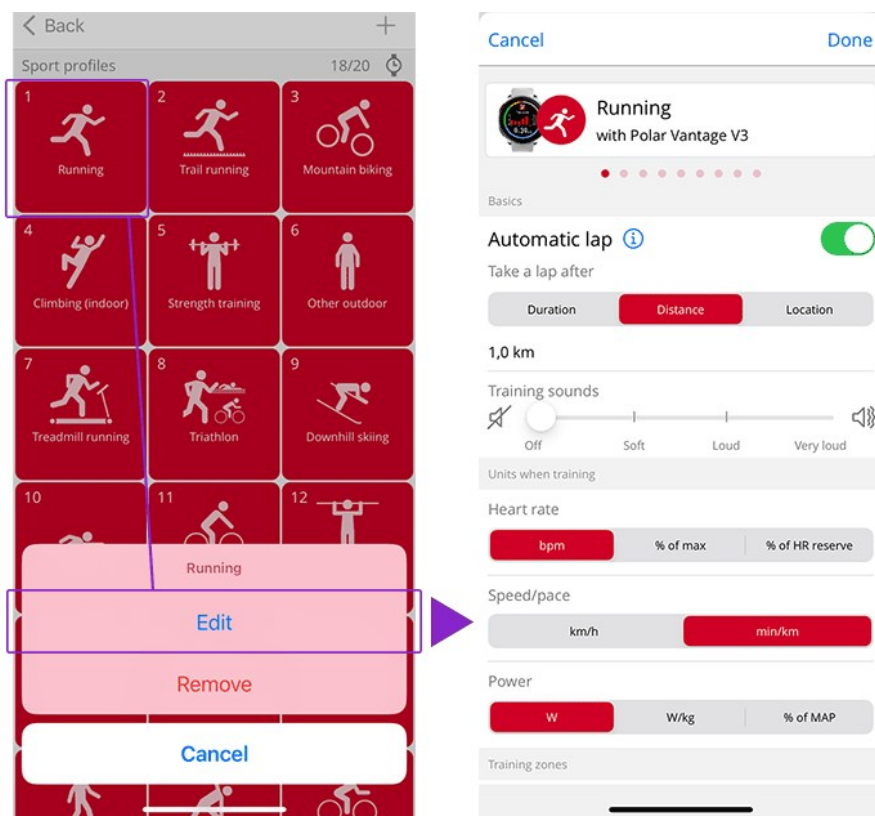 Back
Sport profiles 18/20
1
2
3
Running
Trail running
Mountain biking
4
5
6
Climbing (indoor)
Strength training
Other outdoor
7
8
9
Treadmill running
Triathlon
Downhill skiing
10
11
12
Running
Edit
Remove
Cancel
Cancel Done
Running
with Polar Vantage V3
Basics
Automatic lap
Take a lap after
Duration Distance Location
1,0 km
Training sounds
Off Soft Loud Very loud
Units when training
Heart rate
bpm % of max % of HR reserve
Speed/pace
km/h min/km
Power
W W/kg % of MAP
Training zones